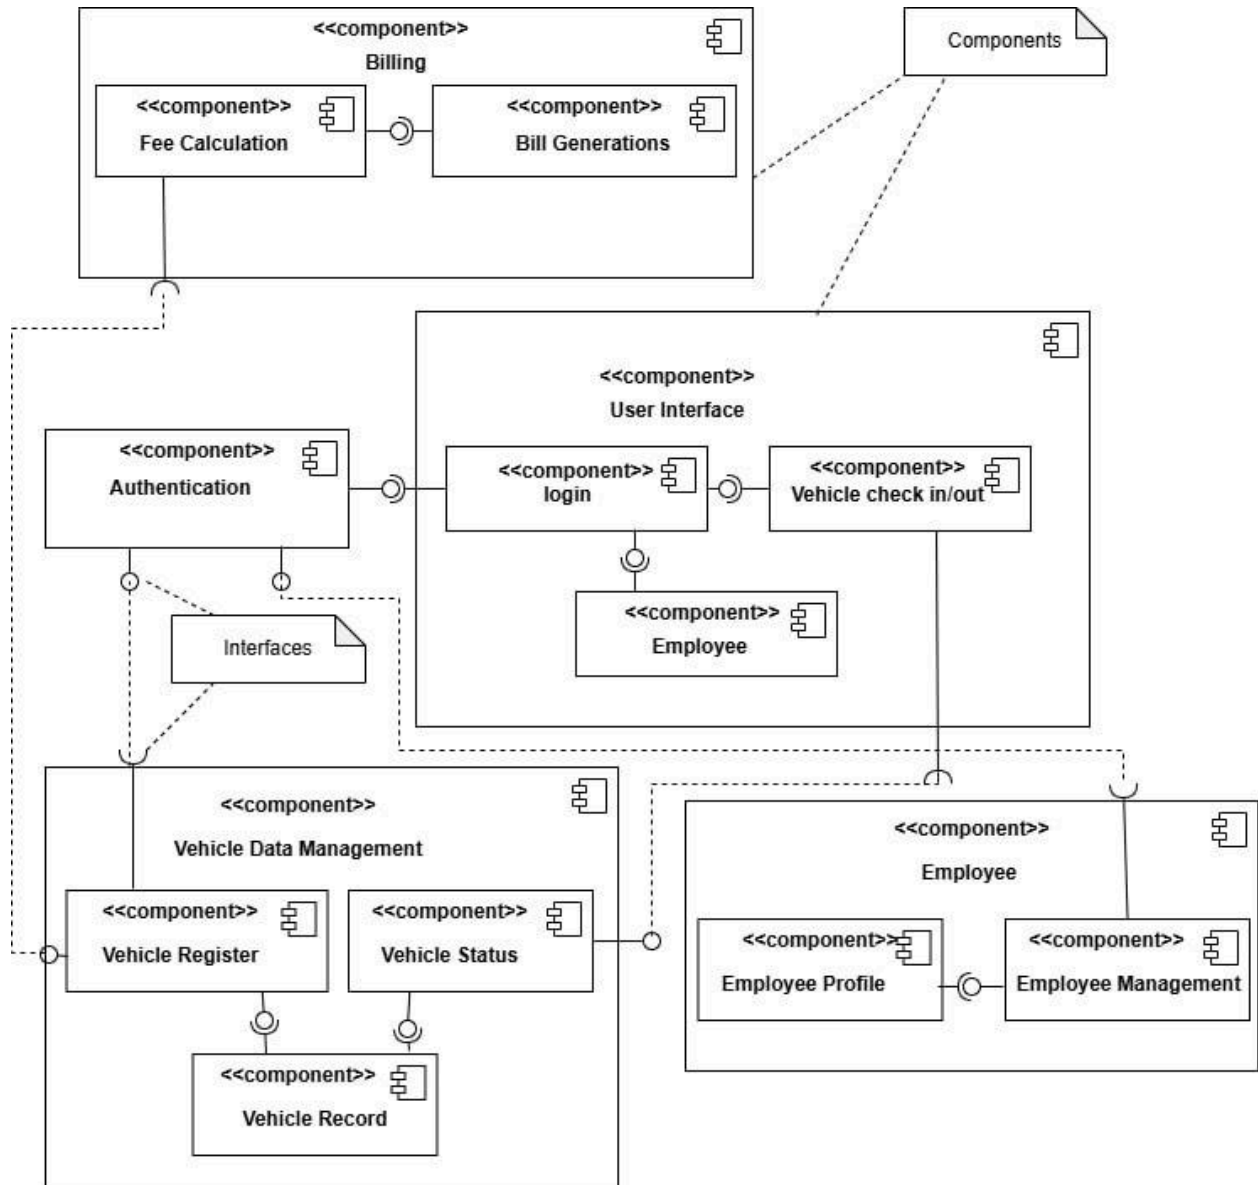 <<component>>
Billing
Components
<<component>>
Fee Calculation
<<component>>
Bill Generations
<<component>>
User Interface
<<component>>
Authentication
<<component>>
login
<<component>>
Vehicle check in/out
<<component>>
Employee
Interfaces
<<component>>
Vehicle Data Management
<<component>>
Employee
<<component>>
Vehicle Register
<<component>>
Vehicle Status
<<component>>
Employee Profile
<<component>>
Employee Management
<<component>>
Vehicle Record